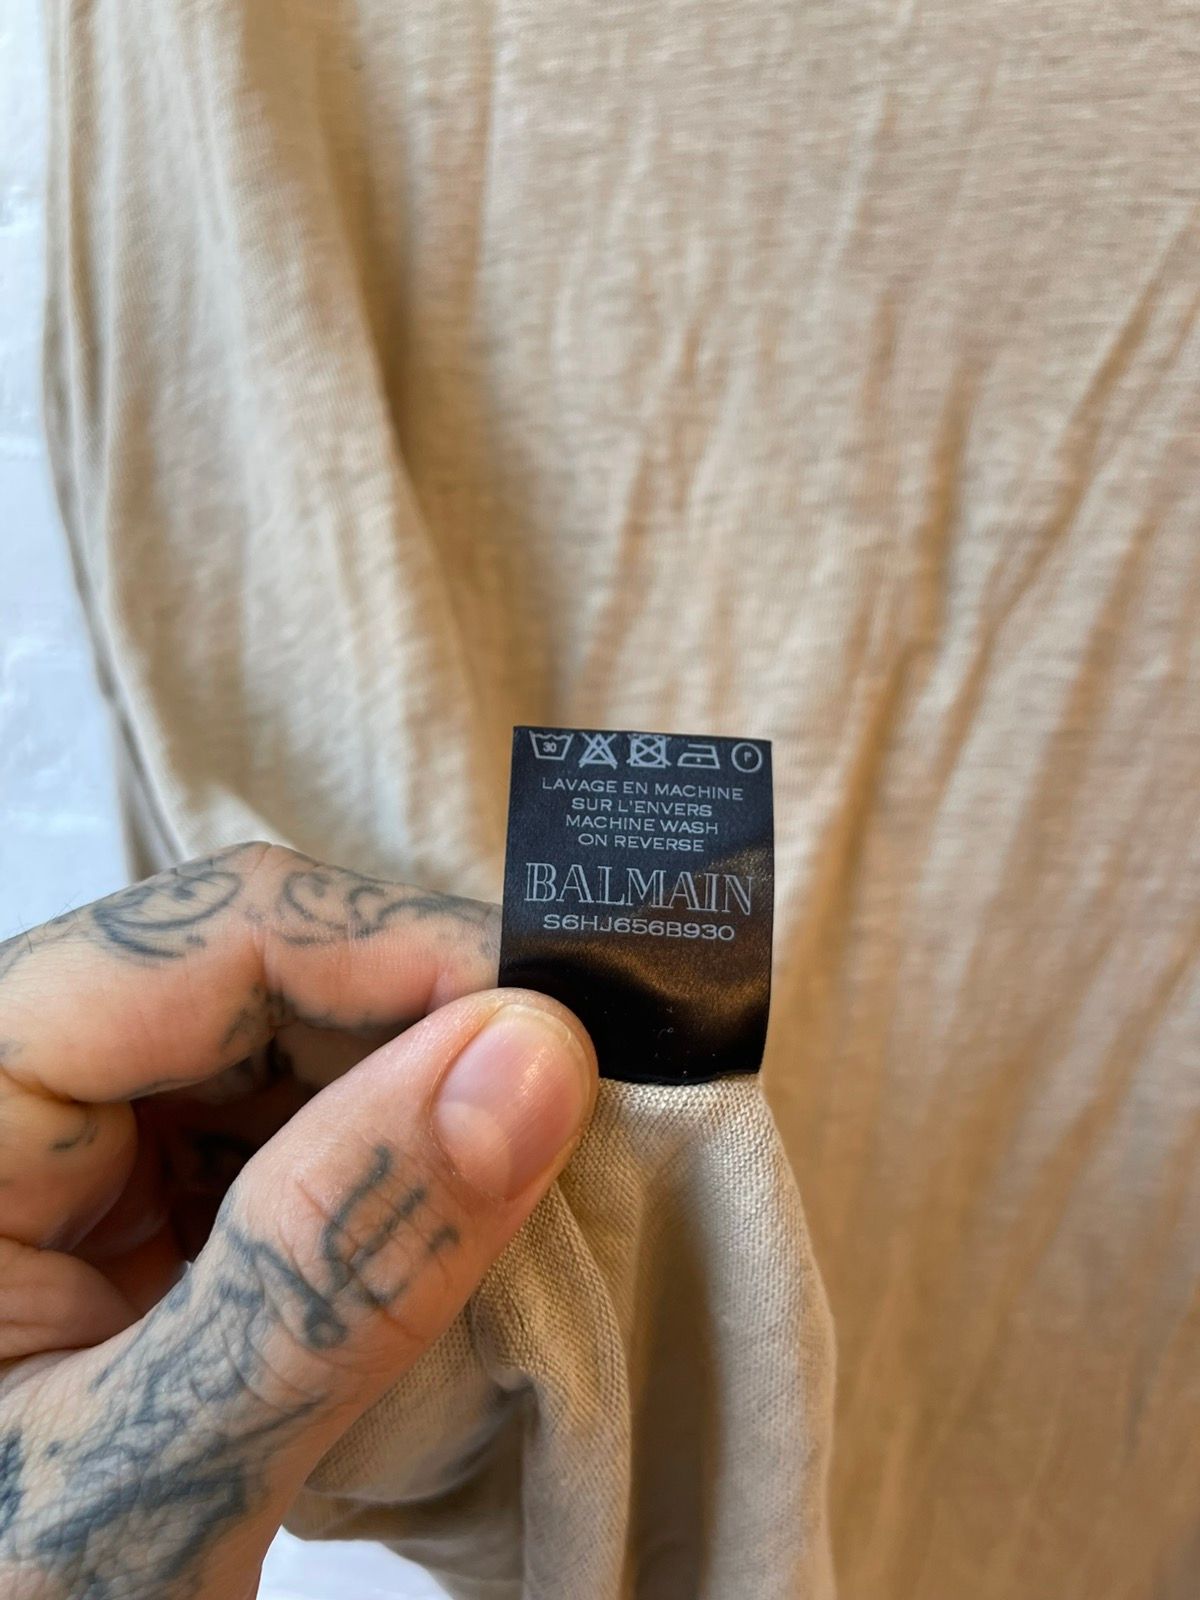 30 P
LAVAGE EN MACHINE
SUR L'ENVERS
MACHINE WASH
ON REVERSE
BALMAIN
S6HJ656B930